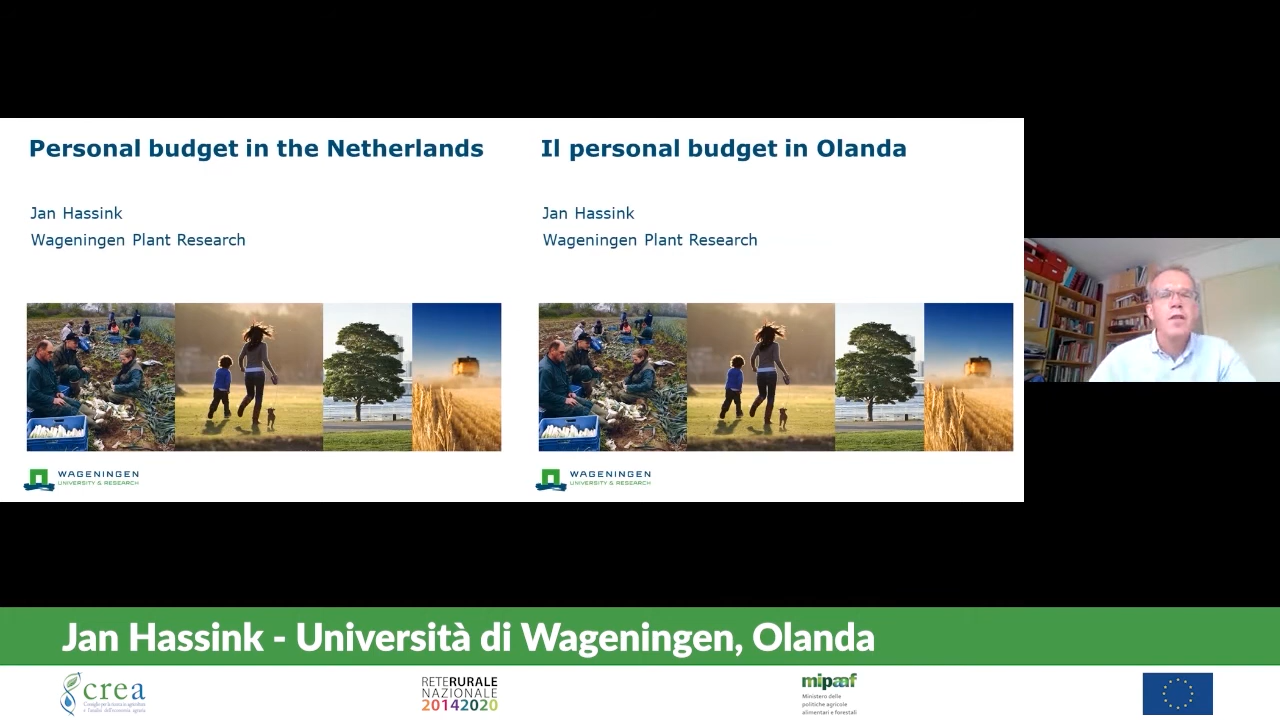 Personal budget in the Netherlands
Jan Hassink
Wageningen Plant Research
WAGENINGEN
UNIVERSITY & RESEARCH
Il personal budget in Olanda
Jan Hassink
Wageningen Plant Research
WAGENINGEN
UNIVERSITY & RESEARCH
Jan Hassink - Università di Wageningen, Olanda
crea
Consiglio per la ricerca in agricoltura
e l'analisi dell'economia agraria
RETERURALE
NAZIONALE
20142020
mipaaf
Ministero delle
politiche agricole
alimentari e forestali